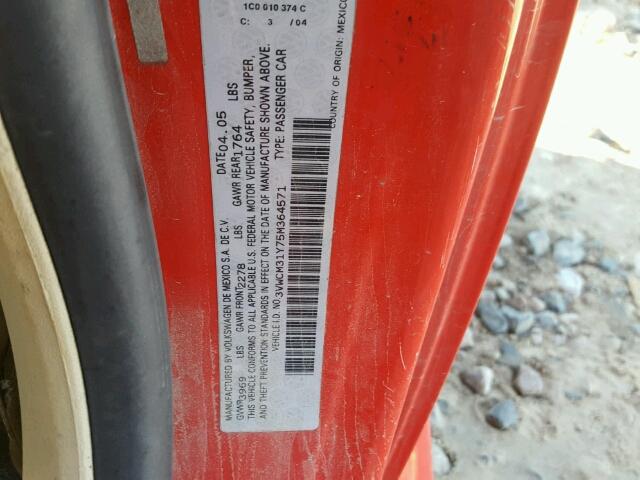 1C0 010 374 C
C: 3 /04
MANUFACTURED BY VOLKSWAGEN DE MEXICO S.A. DE C.V. DATE 04.05
GVWR 3969 LBS GAWR FRONT 2278 LBS GAWR REAR 1764 LBS
THIS VEHICLE CONFORMS TO ALL APPLICABLE U.S. FEDERAL MOTOR VEHICLE SAFETY, BUMPER,
AND THEFT PREVENTION STANDARDS IN EFFECT ON THE DATE OF MANUFACTURE SHOWN ABOVE.
VEHICLE I.D. NO: 3VWCM31Y75M364571 TYPE: PASSENGER CAR
COUNTRY OF ORIGIN: MEXICO